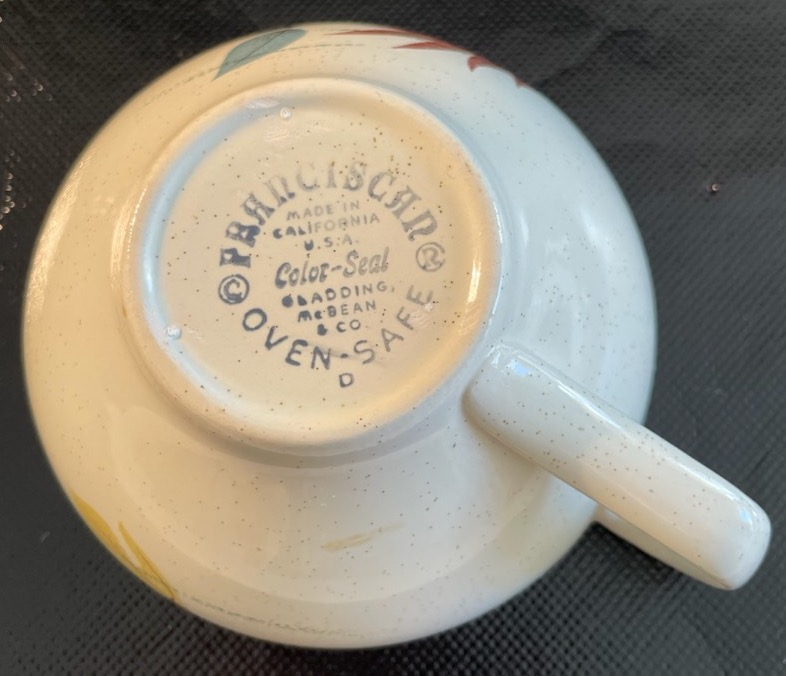 FRANCISCAN ®
MADE IN
CALIFORNIA
U.S.A.
Color-Seal
GLADDING,
McBEAN
& CO.
© OVEN-SAFE
D